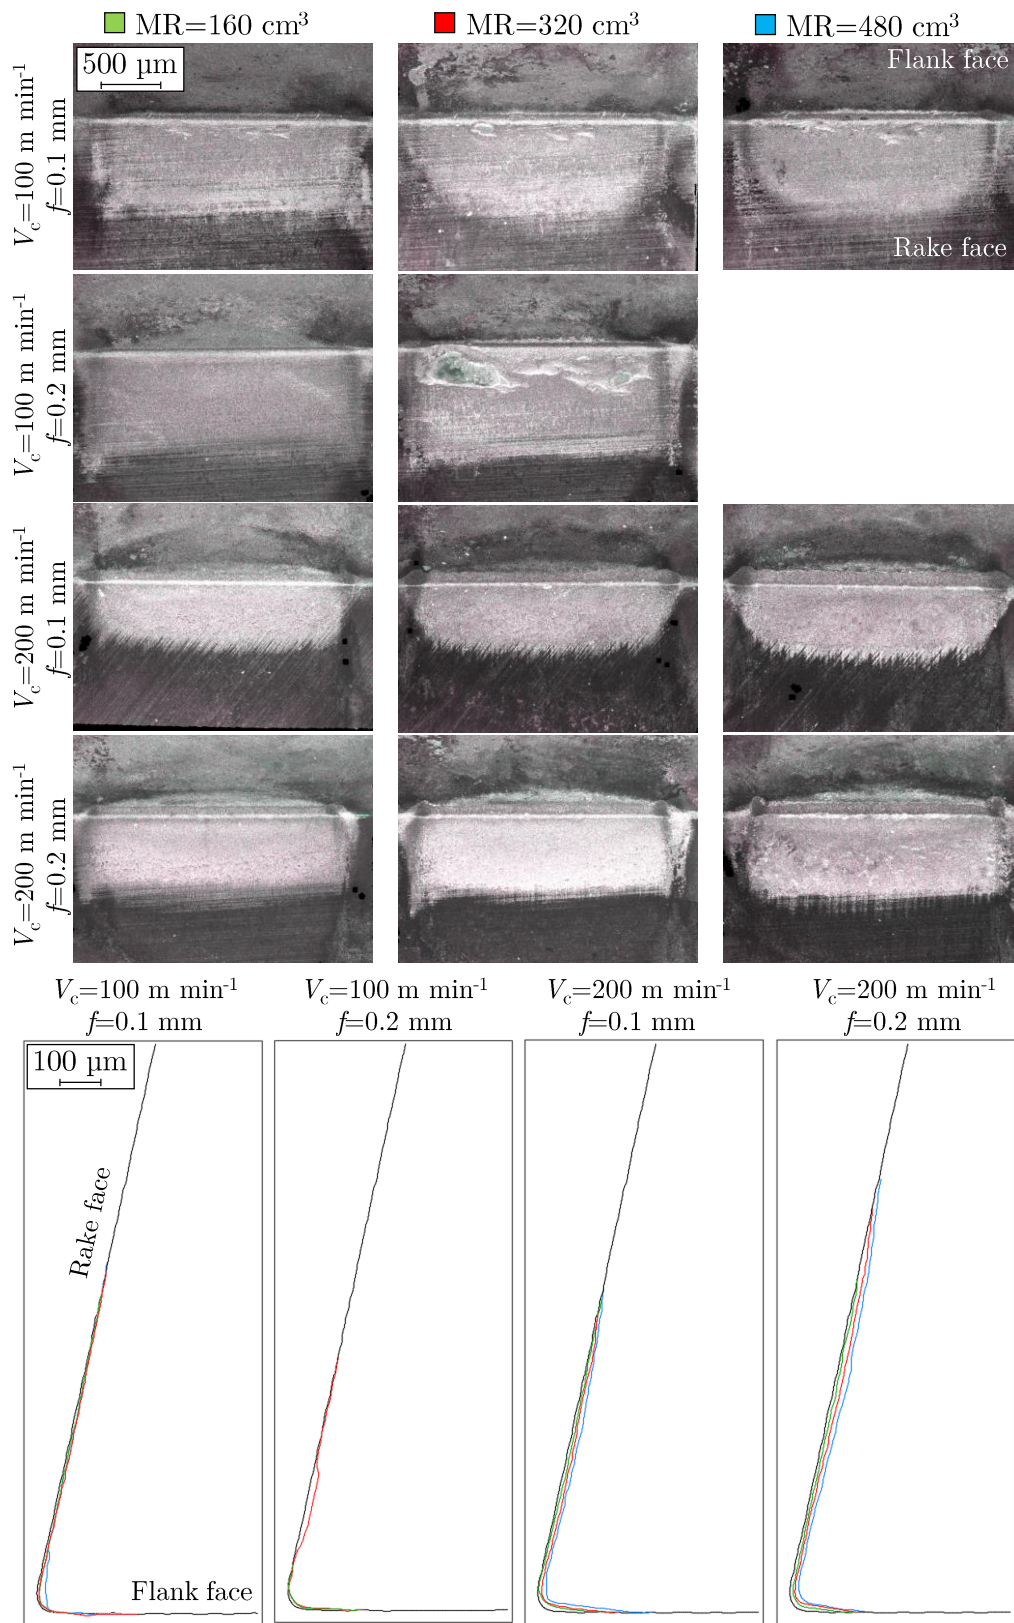 MR=160 cm³
MR=320 cm³
MR=480 cm³
500 µm
Flank face
Rake face
Vc=100 m min⁻¹
f=0.1 mm
Vc=100 m min⁻¹
f=0.2 mm
Vc=200 m min⁻¹
f=0.1 mm
Vc=200 m min⁻¹
f=0.2 mm
Vc=100 m min⁻¹
f=0.1 mm
Vc=100 m min⁻¹
f=0.2 mm
Vc=200 m min⁻¹
f=0.1 mm
Vc=200 m min⁻¹
f=0.2 mm
100 µm
Rake face
Flank face